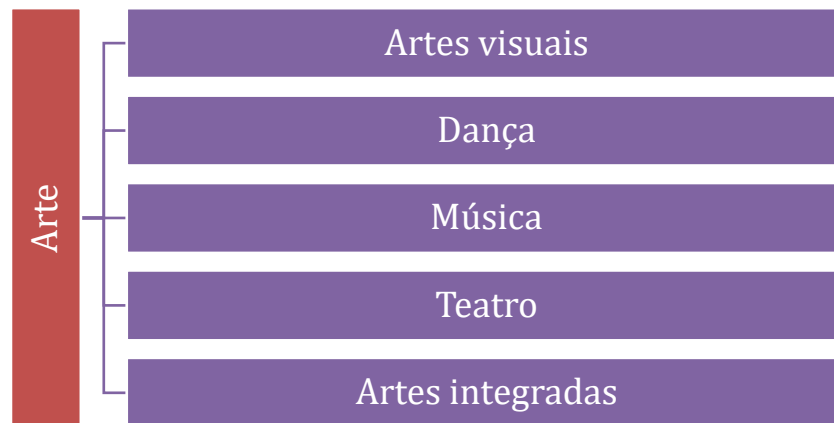 Arte
Artes visuais
Dança
Música
Teatro
Artes integradas